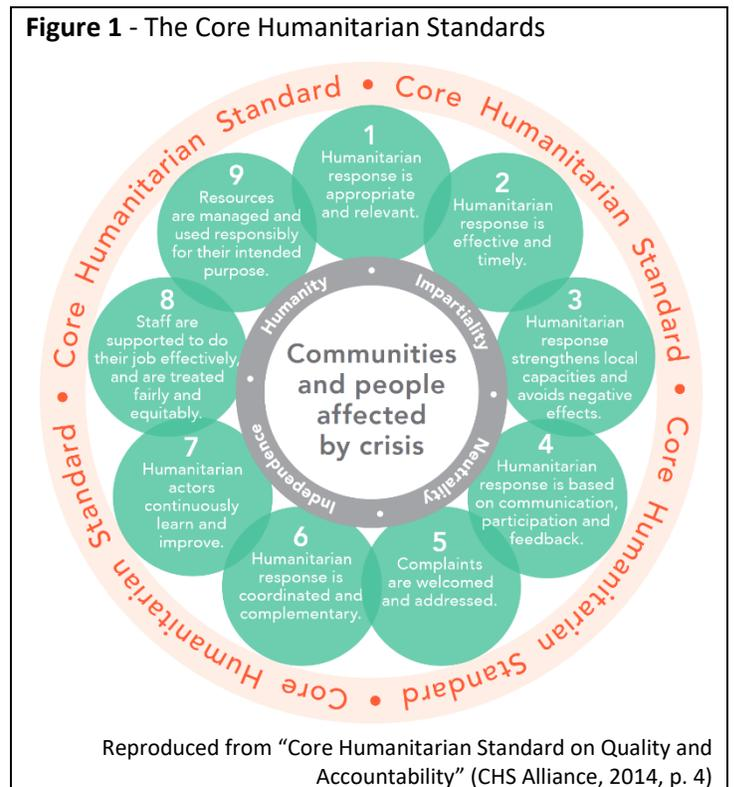 Figure 1 - The Core Humanitarian Standards
Core Humanitarian Standard • Core Humanitarian Standard • Core Humanitarian Standard • Core Humanitarian Standard • Core Humanitarian Standard •
1
Humanitarian
response is
appropriate
and relevant.
2
Humanitarian
response is
effective and
timely.
3
Humanitarian
response
strengthens local
capacities and
avoids negative
effects.
4
Humanitarian
response is based
on communication,
participation and
feedback.
5
Complaints
are welcomed
and addressed.
6
Humanitarian
response is
coordinated and
complementary.
7
Humanitarian
actors
continuously
learn and
improve.
8
Staff are
supported to do
their job effectively,
and are treated
fairly and
equitably.
9
Resources
are managed and
used responsibly
for their intended
purpose.
Humanity
Impartiality
Neutrality
Independence
Communities
and people
affected
by crisis
Reproduced from “Core Humanitarian Standard on Quality and
Accountability” (CHS Alliance, 2014, p. 4)